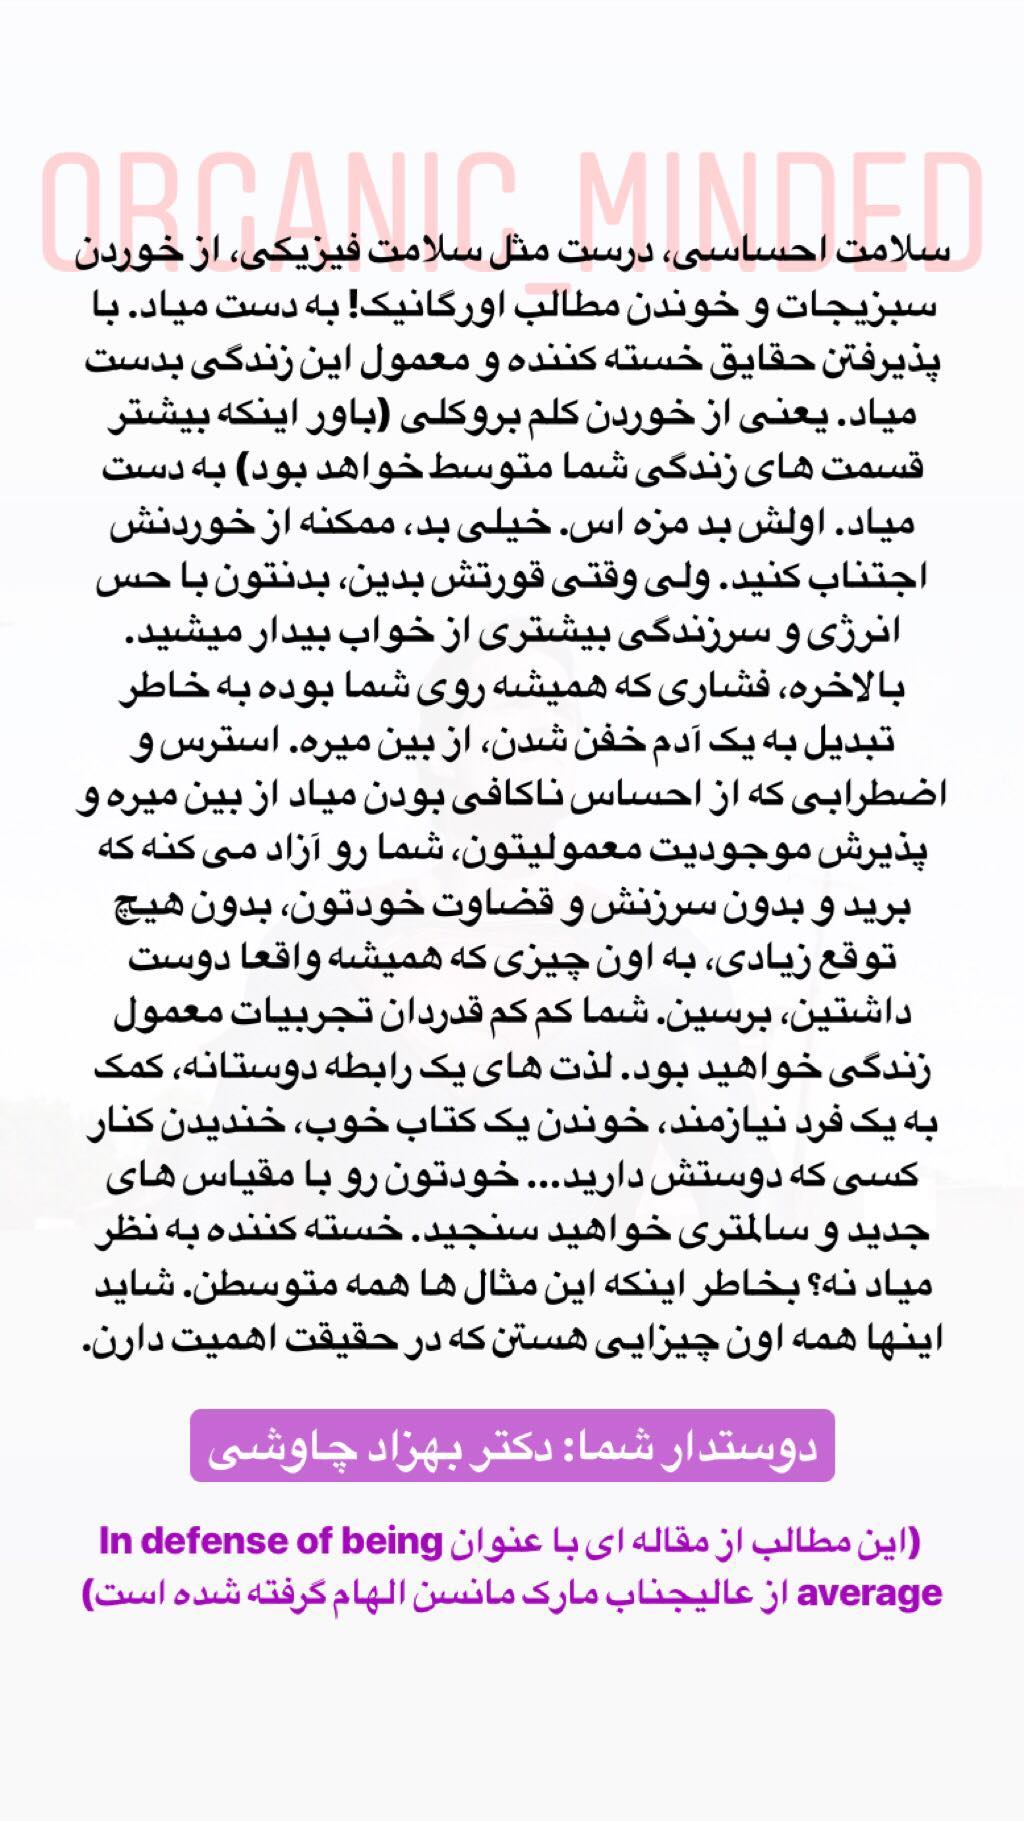 ORGANIC_MINDED
سلامت احساسی، درست مثل سلامت فیزیکی، از خوردن
سبزیجات و خوندن مطالب اورگانیک! به دست میاد. با
پذیرفتن حقایق خسته کننده و معمول این زندگی بدست
میاد. یعنی از خوردن کلم بروکلی (باور اینکه بیشتر
قسمت های زندگی شما متوسط خواهد بود) به دست
میاد. اولش بد مزه اس. خیلی بد، ممکنه از خوردنش
اجتناب کنید. ولی وقتی قورتش بدین، بدنتون با حس
انرژی و سرزندگی بیشتری از خواب بیدار میشید.
بالاخره، فشاری که همیشه روی شما بوده به خاطر
تبدیل به یک آدم خفن شدن، از بین میره. استرس و
اضطرابی که از احساس ناکافی بودن میاد از بین میره و
پذیرش موجودیت معمولیتون، شما رو آزاد می کنه که
برید و بدون سرزنش و قضاوت خودتون، بدون هیچ
توقع زیادی، به اون چیزی که همیشه واقعا دوست
داشتین، برسین. شما کم کم قدردان تجربیات معمول
زندگی خواهید بود. لذت های یک رابطه دوستانه، کمک
به یک فرد نیازمند، خوندن یک کتاب خوب، خندیدن کنار
کسی که دوستش دارید... خودتون رو با مقیاس های
جدید و سالمتری خواهید سنجید. خسته کننده به نظر
میاد نه؟ بخاطر اینکه این مثال ها همه متوسطن. شاید
اینها همه اون چیزایی هستن که در حقیقت اهمیت دارن.
دوستدار شما: دکتر بهزاد چاوشی
(این مطالب از مقاله ای با عنوان In defense of being
average از عالیجناب مارک مانسن الهام گرفته شده است)